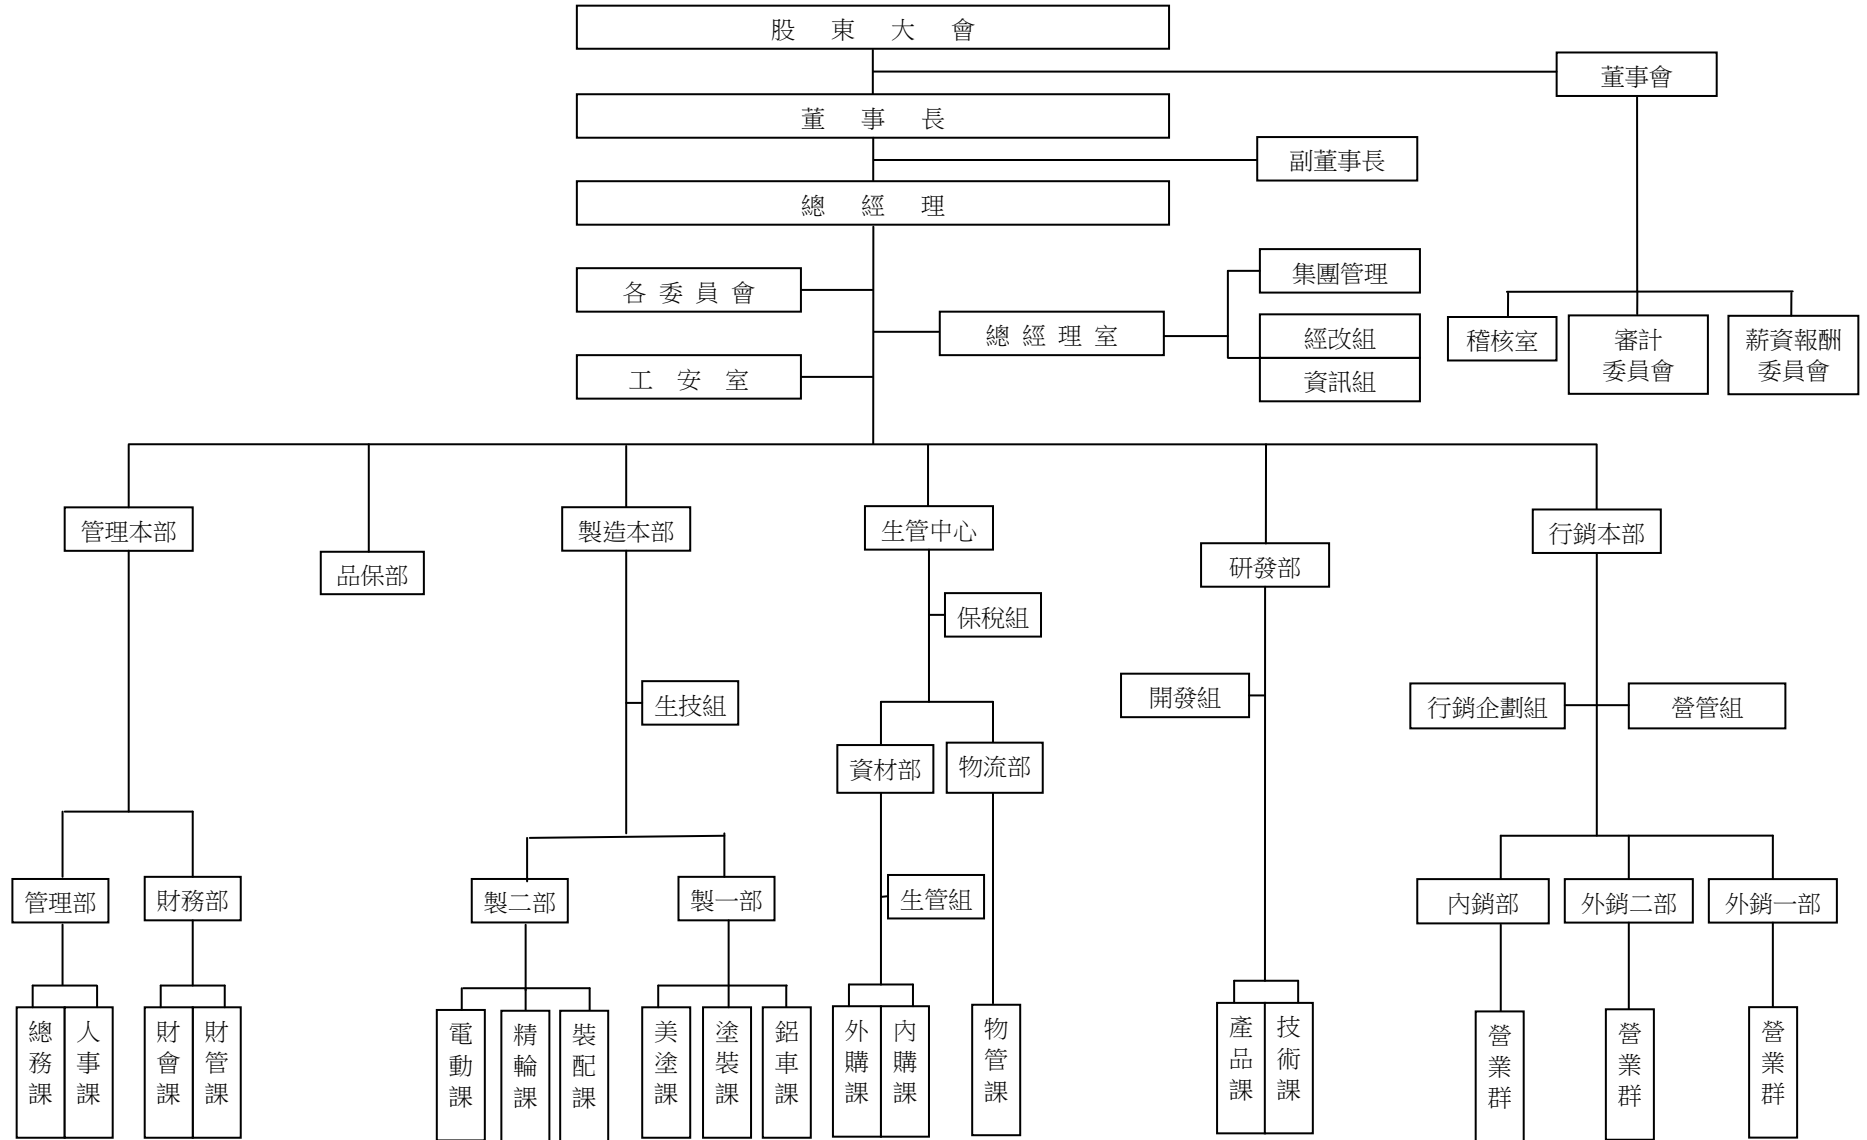 股東大會
董事會
董事長
副董事長
總經理
各委員會
集團管理
總經理室
經改組
資訊組
工安室
稽核室
審計
委員會
薪資報酬
委員會
管理本部
品保部
製造本部
生管中心
研發部
行銷本部
保稅組
生技組
開發組
行銷企劃組
營管組
資材部
物流部
管理部
財務部
製二部
製一部
生管組
內銷部
外銷二部
外銷一部
總務課
人事課
財會課
財管課
電動課
精輪課
裝配課
美塗課
塗裝課
鋁車課
外購課
內購課
物管課
產品課
技術課
營業群
營業群
營業群